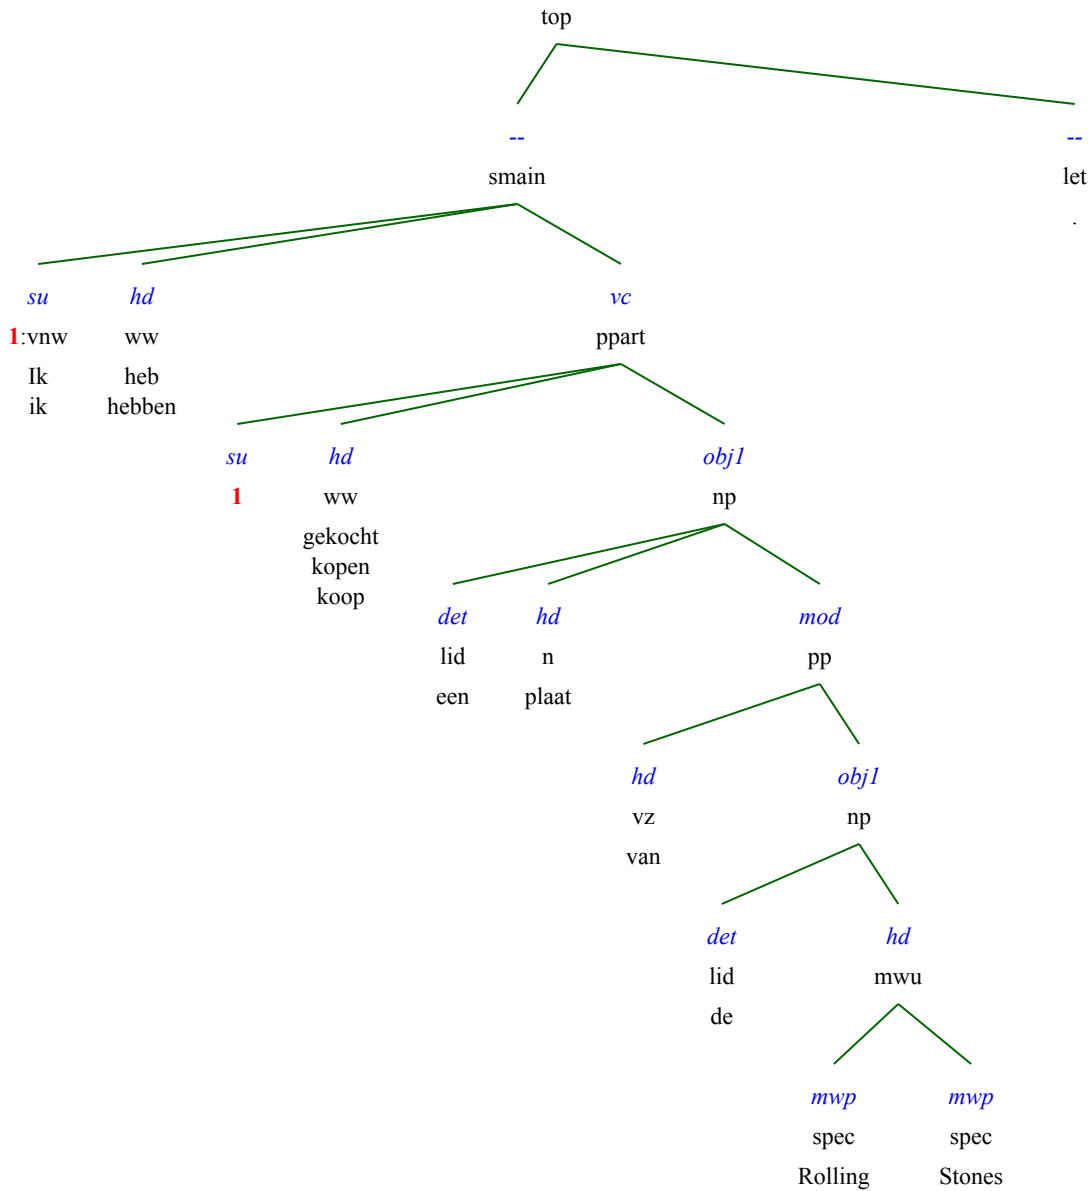 top
-- --
smain let
.
su hd vc
1:vnw ww ppart
Ik heb
ik hebben
su hd obj1
1 ww np
gekocht
kopen
koop
det hd mod
lid n pp
een plaat
hd obj1
vz np
van
det hd
lid mwu
de
mwp mwp
spec spec
Rolling Stones